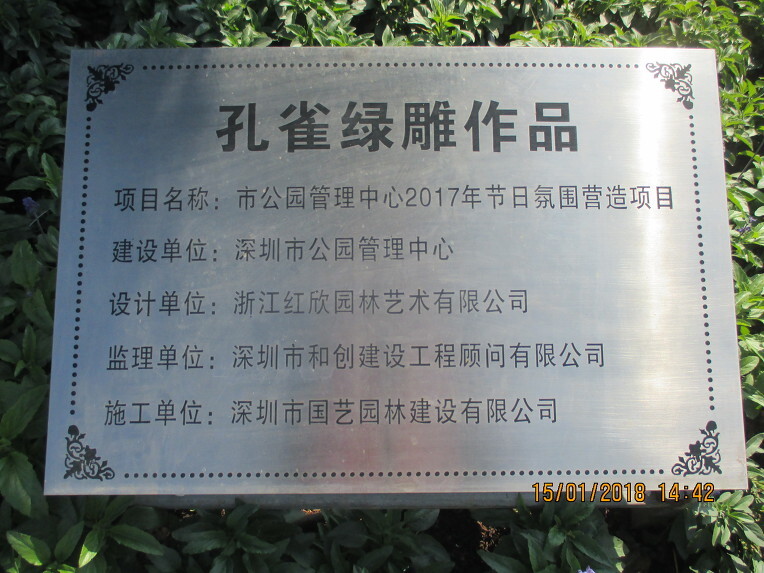 孔雀绿雕作品
项目名称：市公园管理中心2017年节日氛围营造项目
建设单位：深圳市公园管理中心
设计单位：浙江红欣园林艺术有限公司
监理单位：深圳市和创建设工程顾问有限公司
施工单位：深圳市国艺园林建设有限公司
15/01/2018 14:42